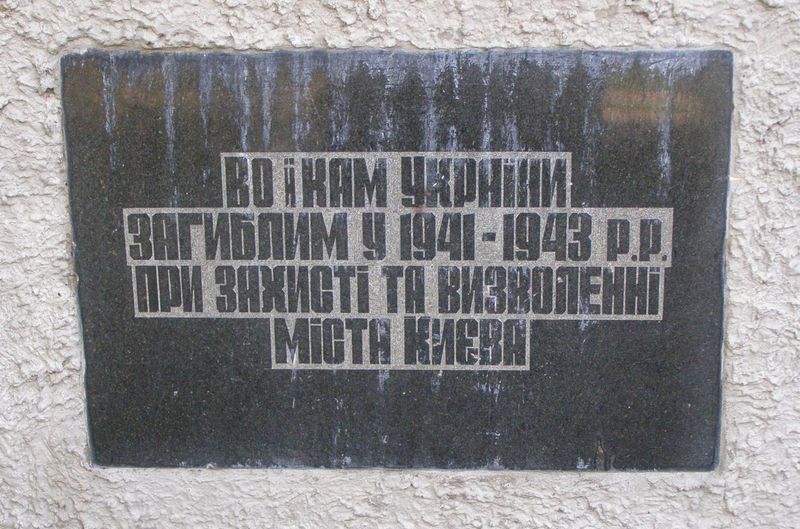 ВОЇНАМ УКРАЇНИ
ЗАГИБЛИМ У 1941-1943 Р.Р.
ПРИ ЗАХИСТІ ТА ВИЗВОЛЕННІ
МІСТА КИЄВА